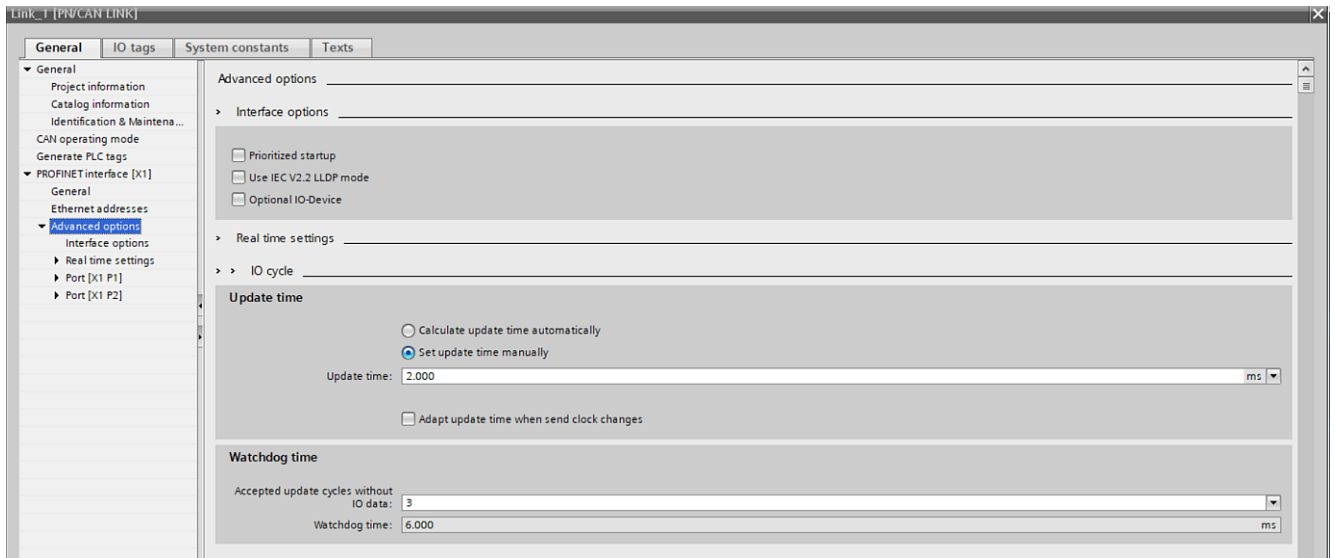 Link_1 [PN/CAN LINK]
General IO tags System constants Texts
General
Project information
Catalog information
Identification & Maintena...
CAN operating mode
Generate PLC tags
PROFINET interface [X1]
General
Ethernet addresses
Advanced options
Interface options
Real time settings
Port [X1 P1]
Port [X1 P2]
Advanced options
Interface options
Prioritized startup
Use IEC V2.2 LLDP mode
Optional IO-Device
Real time settings
IO cycle
Update time
Calculate update time automatically
Set update time manually
Update time: 2.000 ms
Adapt update time when send clock changes
Watchdog time
Accepted update cycles without
IO data: 3
Watchdog time: 6.000 ms